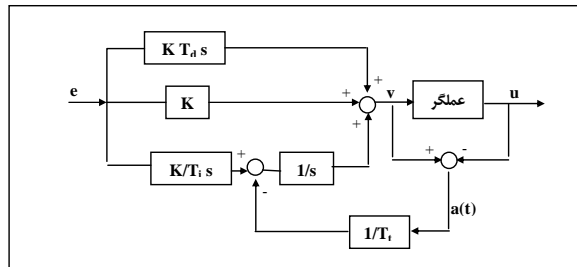 K T_d s
e
K
v
عملگر
u
+
+
+
+
-
K/T_i s
+
-
1/s
a(t)
1/T_t